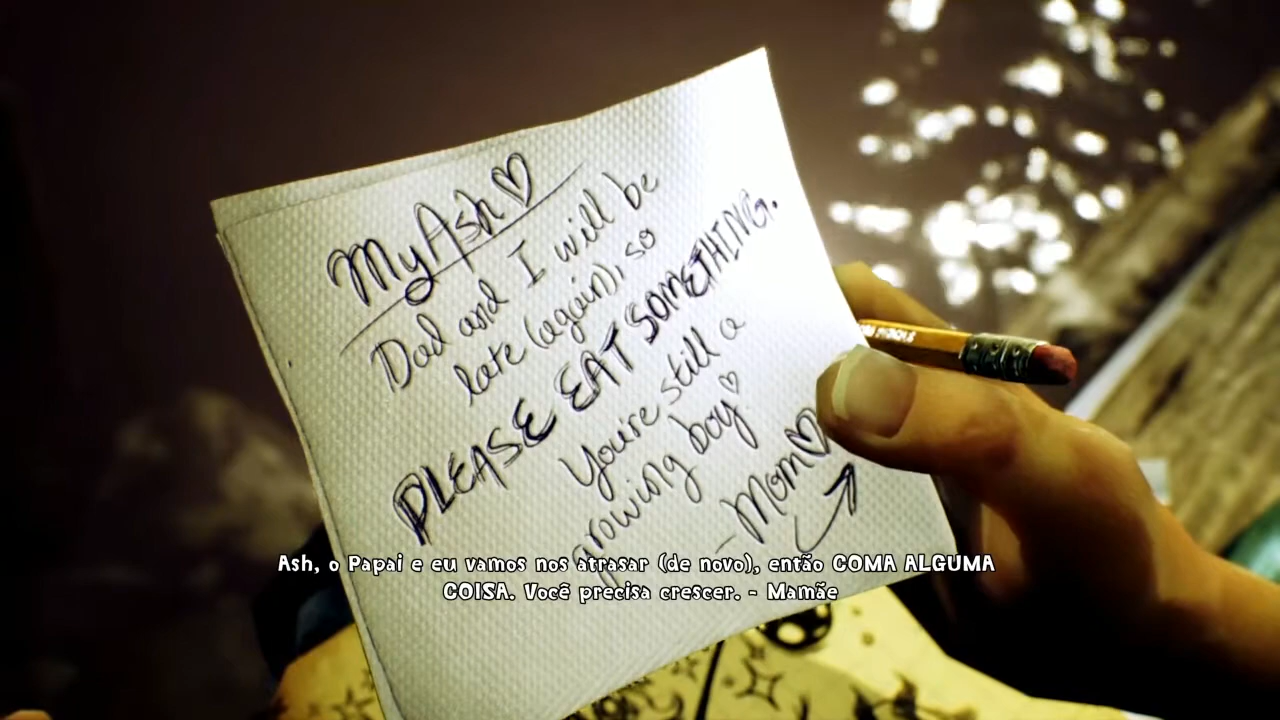 My Ash ♡
Dad and I will be
late (again), so
PLEASE EAT SOMETHING.
You're still a
growing boy ♡
- Mom ♡
Ash, o Papai e eu vamos nos atrasar (de novo), então COMA ALGUMA
COISA. Você precisa crescer. - Mamãe